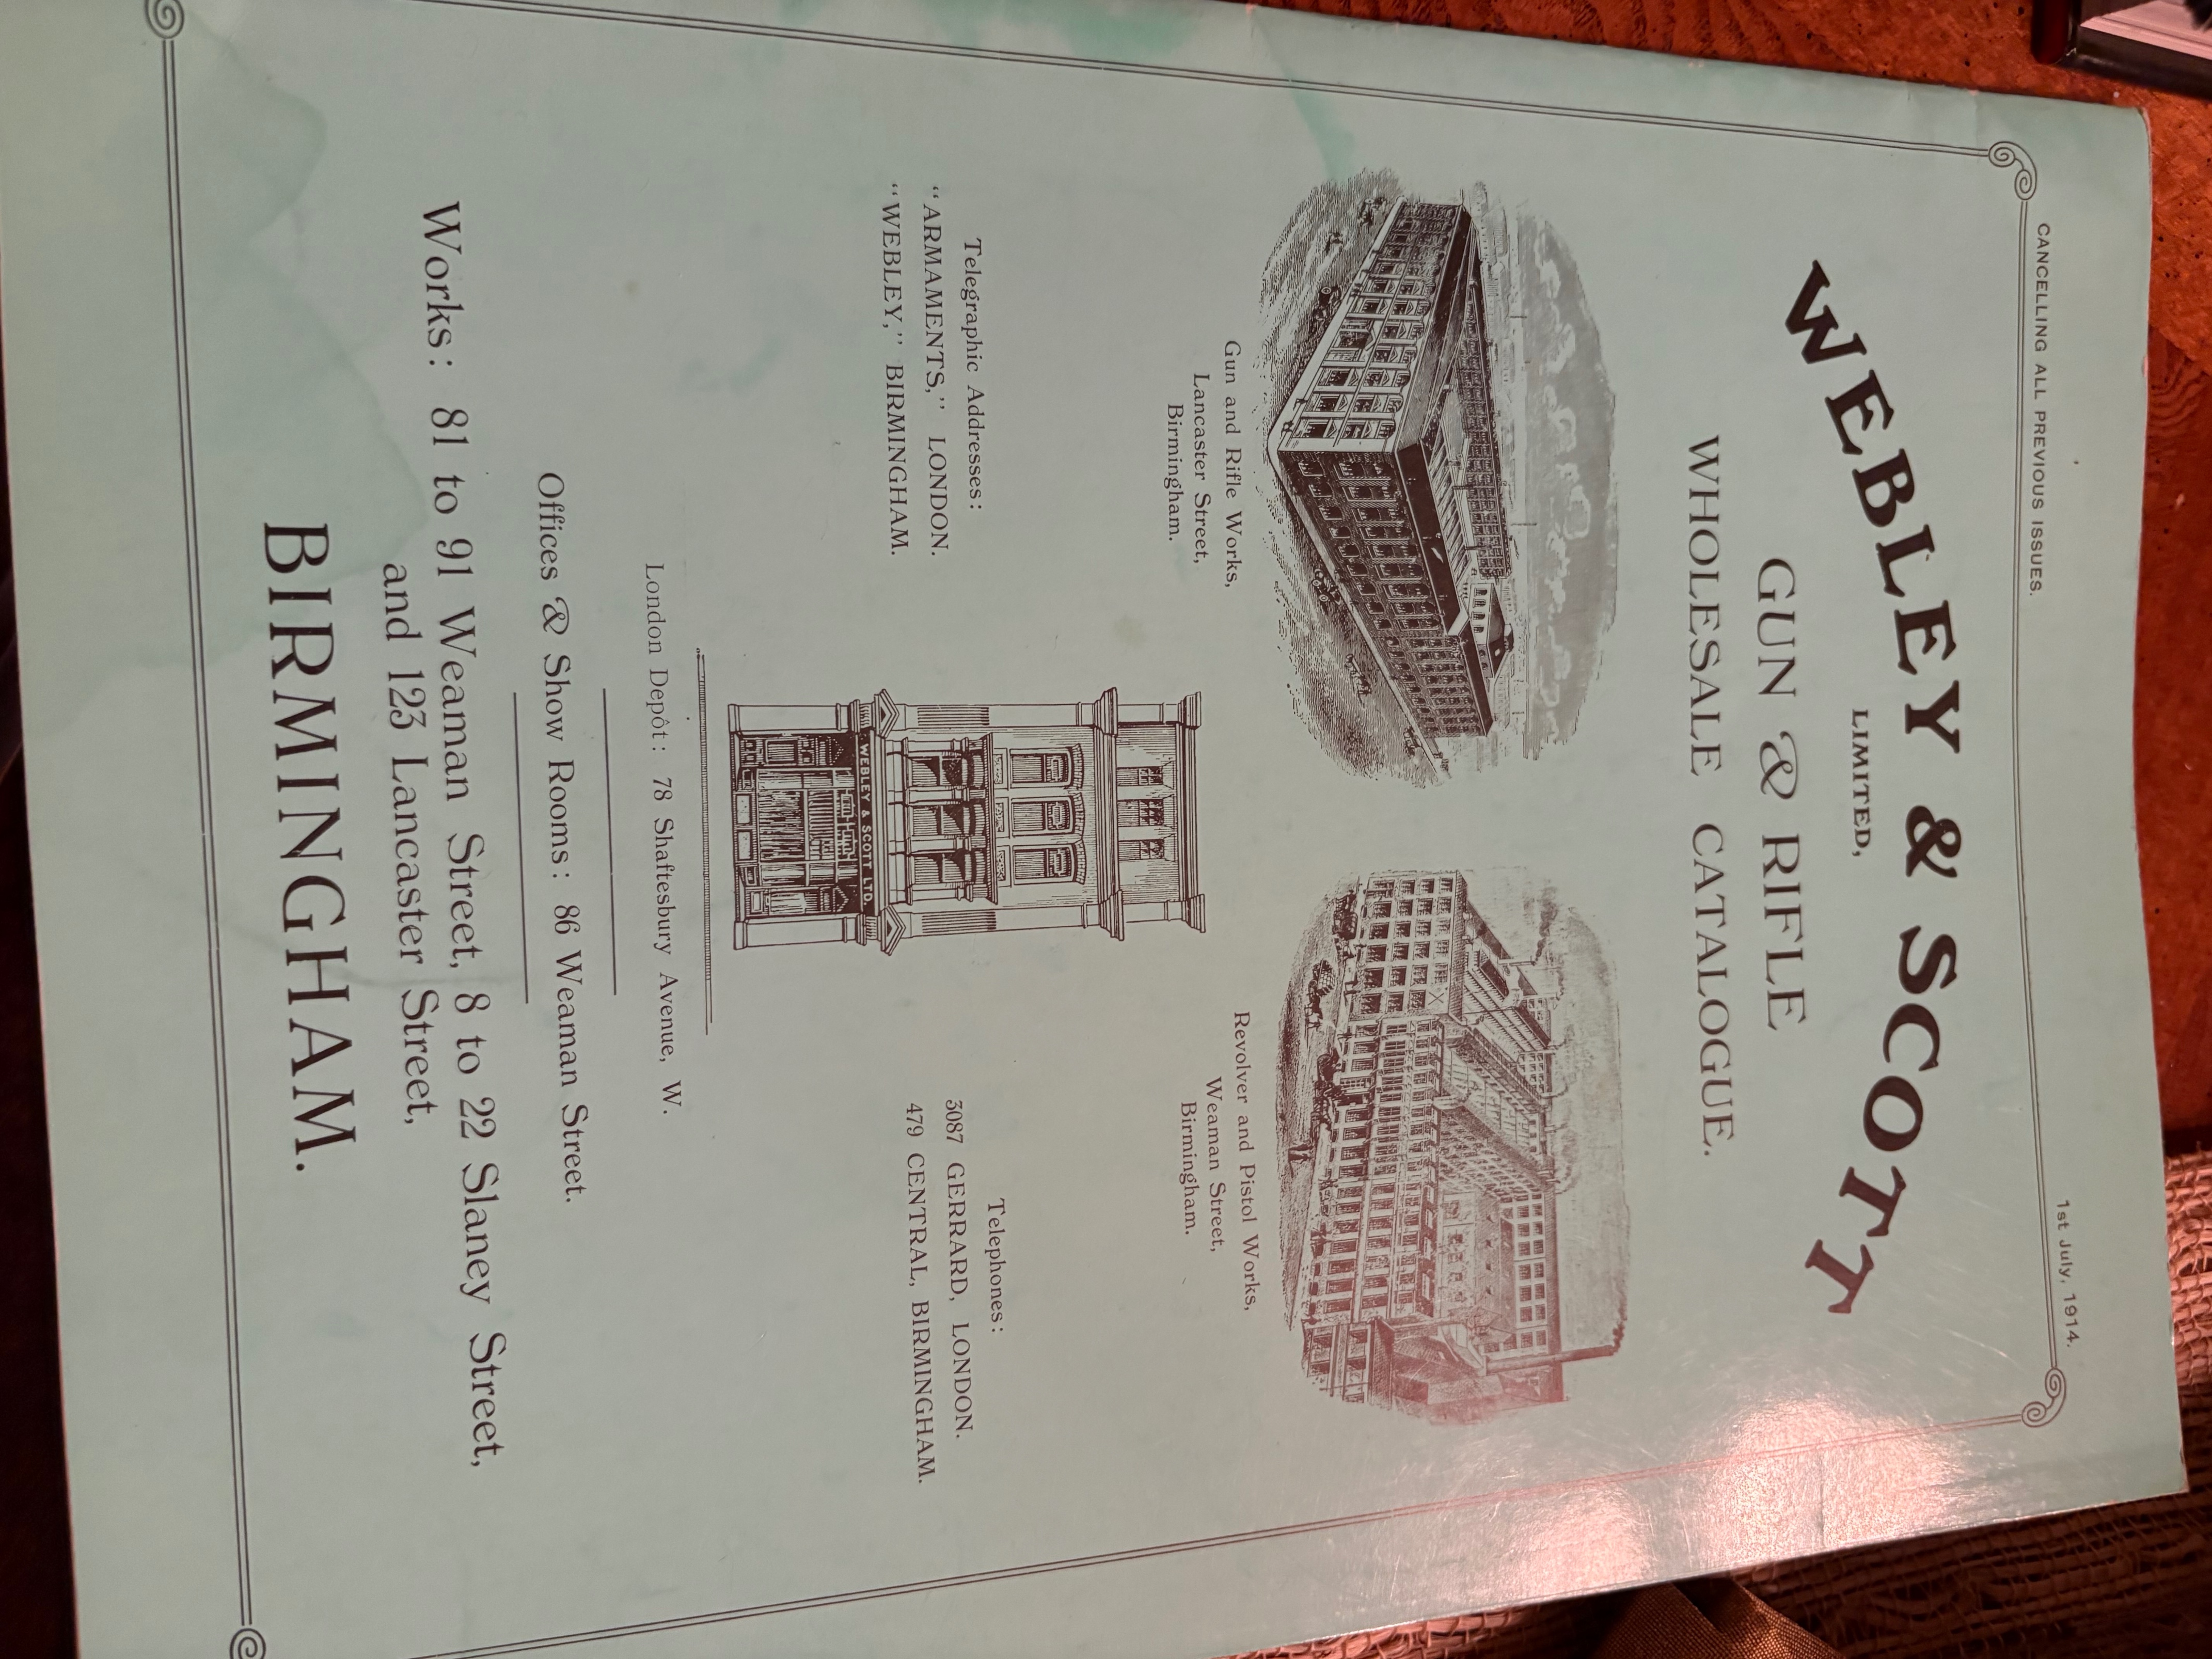 CANCELLING ALL PREVIOUS ISSUES.
1st July, 1914.
WEBLEY & SCOTT
LIMITED,
GUN & RIFLE
WHOLESALE CATALOGUE.
Gun and Rifle Works,
Lancaster Street,
Birmingham.
Revolver and Pistol Works,
Weaman Street,
Birmingham.
Telegraphic Addresses:
"ARMAMENTS," LONDON.
"WEBLEY," BIRMINGHAM.
WEBLEY & SCOTT LTD.
Telephones:
3087 GERRARD, LONDON.
479 CENTRAL, BIRMINGHAM.
London Depôt: 78 Shaftesbury Avenue, W.
Offices & Show Rooms: 86 Weaman Street.
Works: 81 to 91 Weaman Street, 8 to 22 Slaney Street,
and 123 Lancaster Street,
BIRMINGHAM.